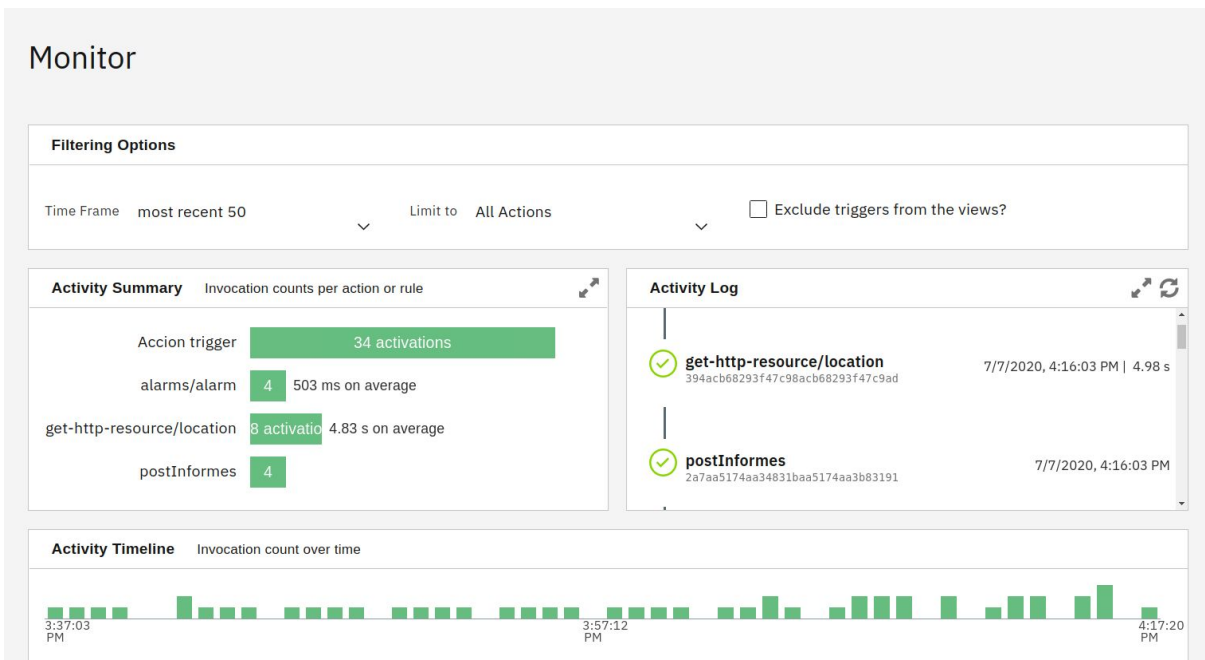 Monitor
Filtering Options
Time Frame most recent 50 Limit to All Actions Exclude triggers from the views?
Activity Summary Invocation counts per action or rule
Accion trigger 34 activations
alarms/alarm 4 503 ms on average
get-http-resource/location 8 activatio 4.83 s on average
postInformes 4
Activity Log
get-http-resource/location 7/7/2020, 4:16:03 PM | 4.98 s
394acb68293f47c98acb68293f47c9ad
postInformes 7/7/2020, 4:16:03 PM
2a7aa5174aa34831baa5174aa3b83191
Activity Timeline Invocation count over time
3:37:03 PM
3:57:12 PM
4:17:20 PM